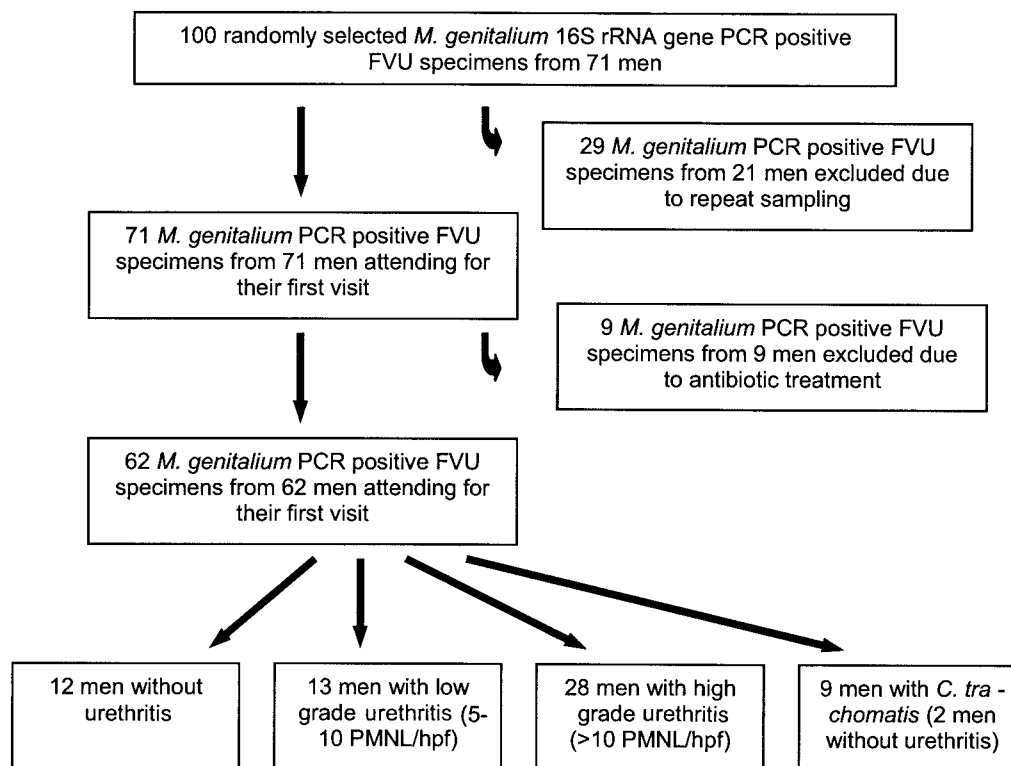 100 randomly selected M. genitalium 16S rRNA gene PCR positive
FVU specimens from 71 men
29 M. genitalium PCR positive FVU
specimens from 21 men excluded due
to repeat sampling
71 M. genitalium PCR positive FVU
specimens from 71 men attending for
their first visit
9 M. genitalium PCR positive FVU
specimens from 9 men excluded due
to antibiotic treatment
62 M. genitalium PCR positive FVU
specimens from 62 men attending for
their first visit
12 men without
urethritis
13 men with low
grade urethritis (5-
10 PMNL/hpf)
28 men with high
grade urethritis
(>10 PMNL/hpf)
9 men with C. tra -
chomatis (2 men
without urethritis)